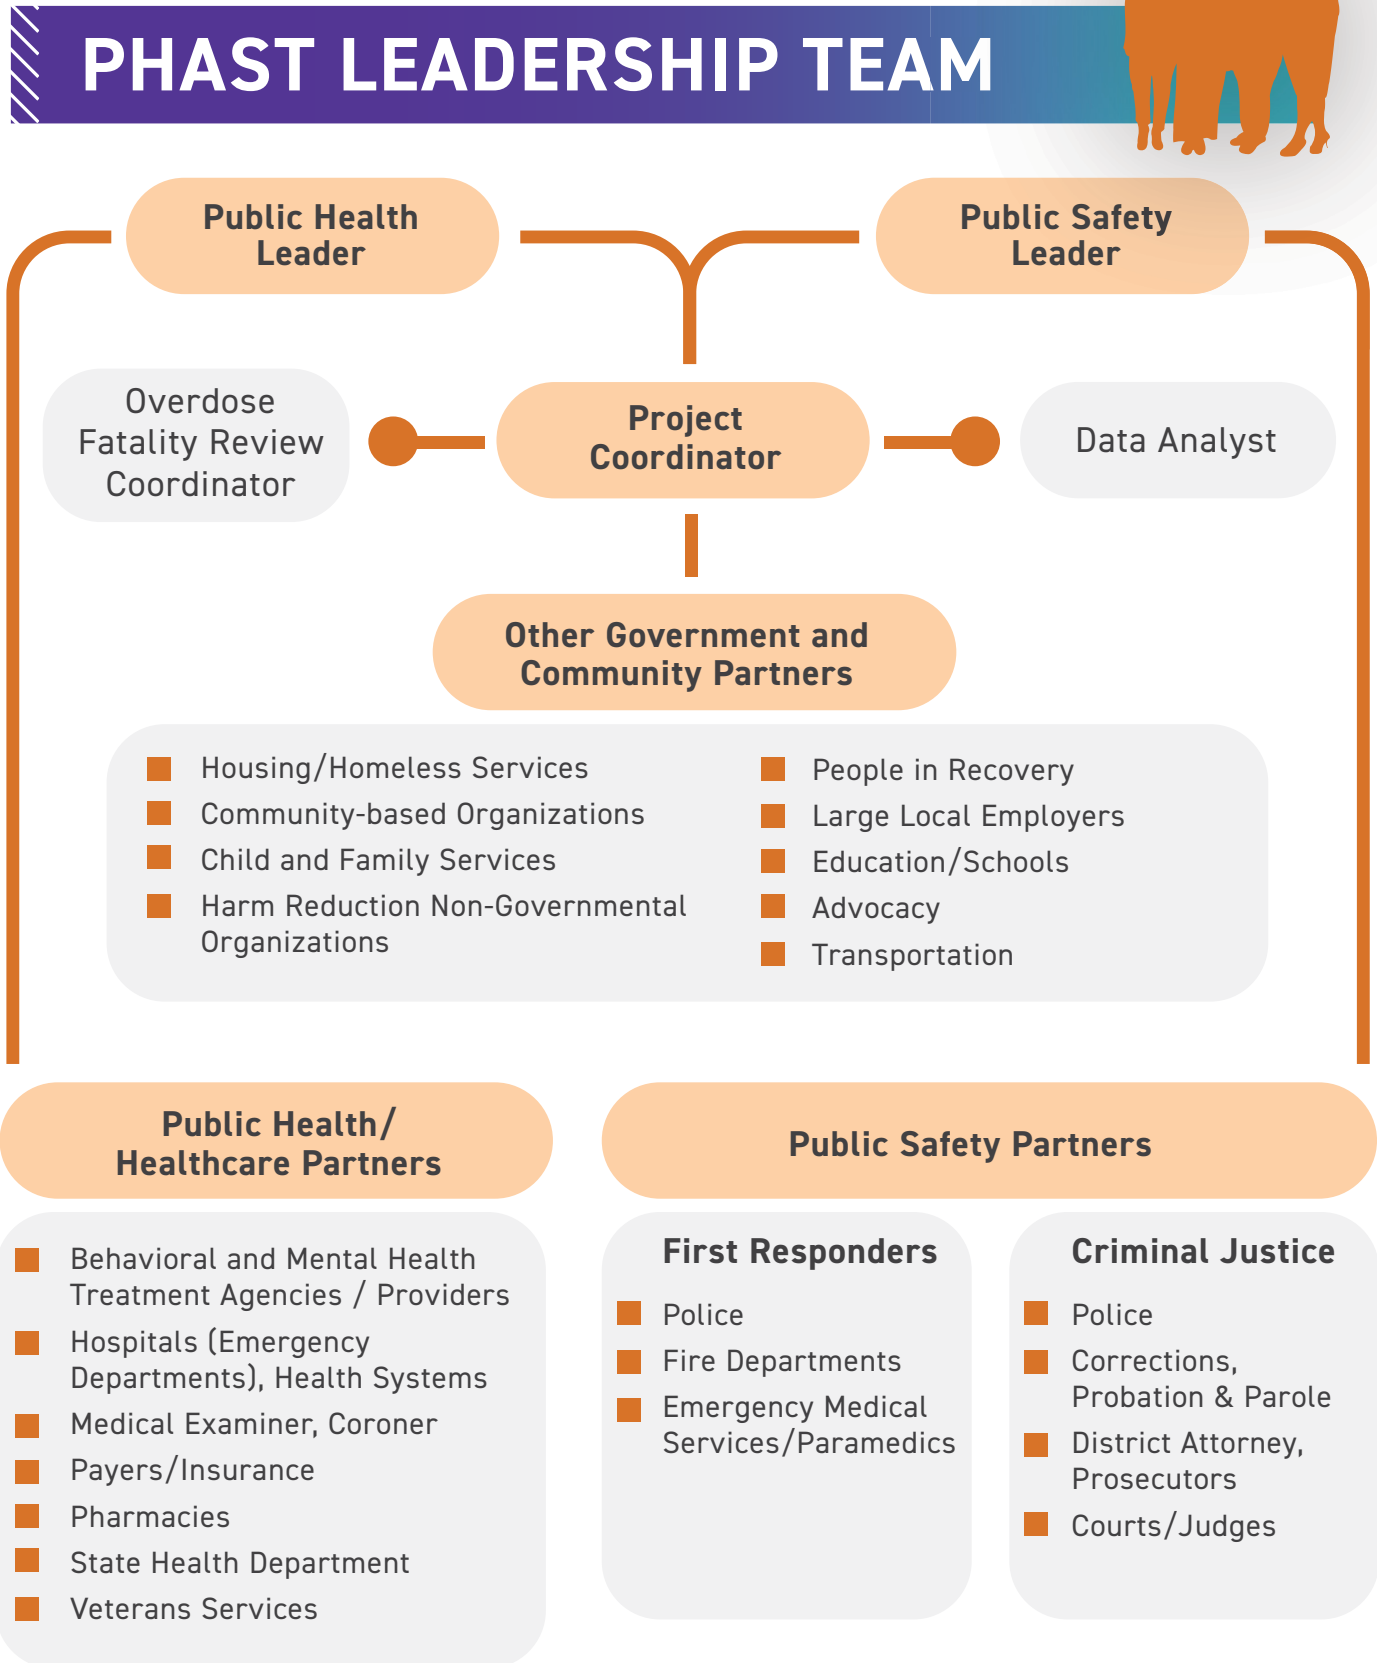 PHAST LEADERSHIP TEAM
Public Health
Leader
Public Safety
Leader
Overdose
Fatality Review
Coordinator
Project
Coordinator
Data Analyst
Other Government and
Community Partners
Housing/Homeless Services
Community-based Organizations
Child and Family Services
Harm Reduction Non-Governmental
Organizations
People in Recovery
Large Local Employers
Education/Schools
Advocacy
Transportation
Public Health/
Healthcare Partners
Behavioral and Mental Health
Treatment Agencies / Providers
Hospitals (Emergency
Departments), Health Systems
Medical Examiner, Coroner
Payers/Insurance
Pharmacies
State Health Department
Veterans Services
Public Safety Partners
First Responders
Police
Fire Departments
Emergency Medical
Services/Paramedics
Criminal Justice
Police
Corrections,
Probation & Parole
District Attorney,
Prosecutors
Courts/Judges